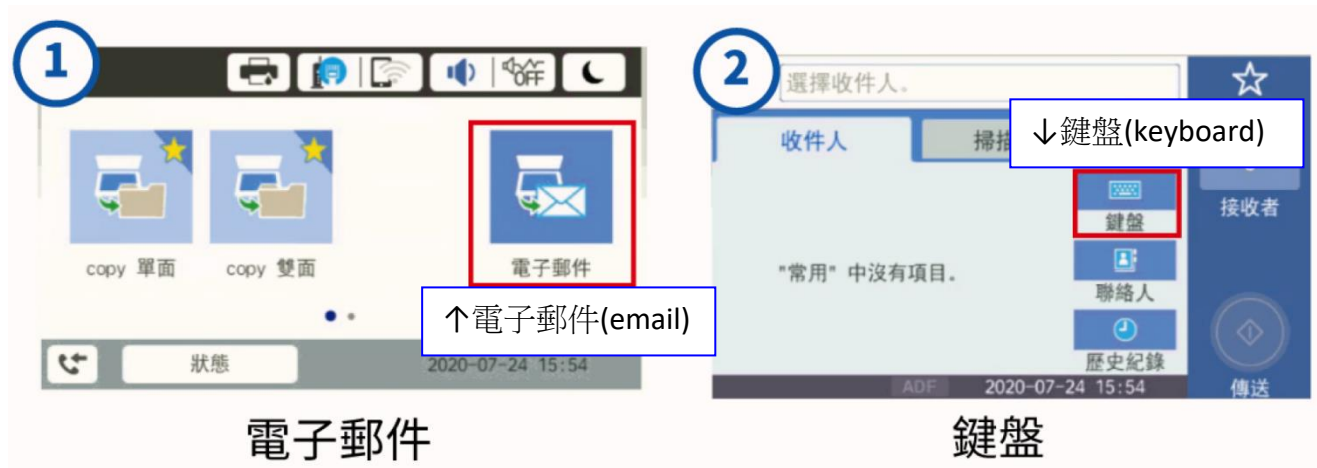 1
OFF
copy 單面
copy 雙面
電子郵件
↑電子郵件(email)
狀態
2020-07-24 15:54
電子郵件
2
選擇收件人。
收件人
掃描
↓鍵盤(keyboard)
鍵盤
接收者
"常用" 中沒有項目.
聯絡人
歷史紀錄
ADF
2020-07-24 15:54
傳送
鍵盤